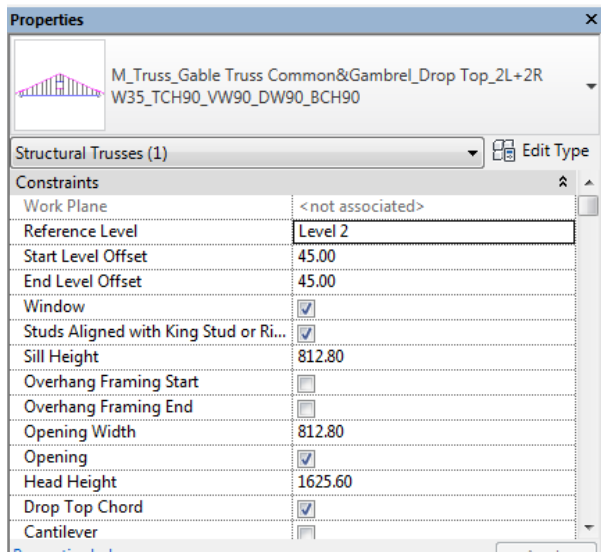 Properties
M_Truss_Gable Truss Common&Gambrel_Drop Top_2L+2R
W35_TCH90_VW90_DW90_BCH90
Structural Trusses (1) Edit Type
Constraints
Work Plane <not associated>
Reference Level Level 2
Start Level Offset 45.00
End Level Offset 45.00
Window
Studs Aligned with King Stud or Ri...
Sill Height 812.80
Overhang Framing Start
Overhang Framing End
Opening Width 812.80
Opening
Head Height 1625.60
Drop Top Chord
Cantilever